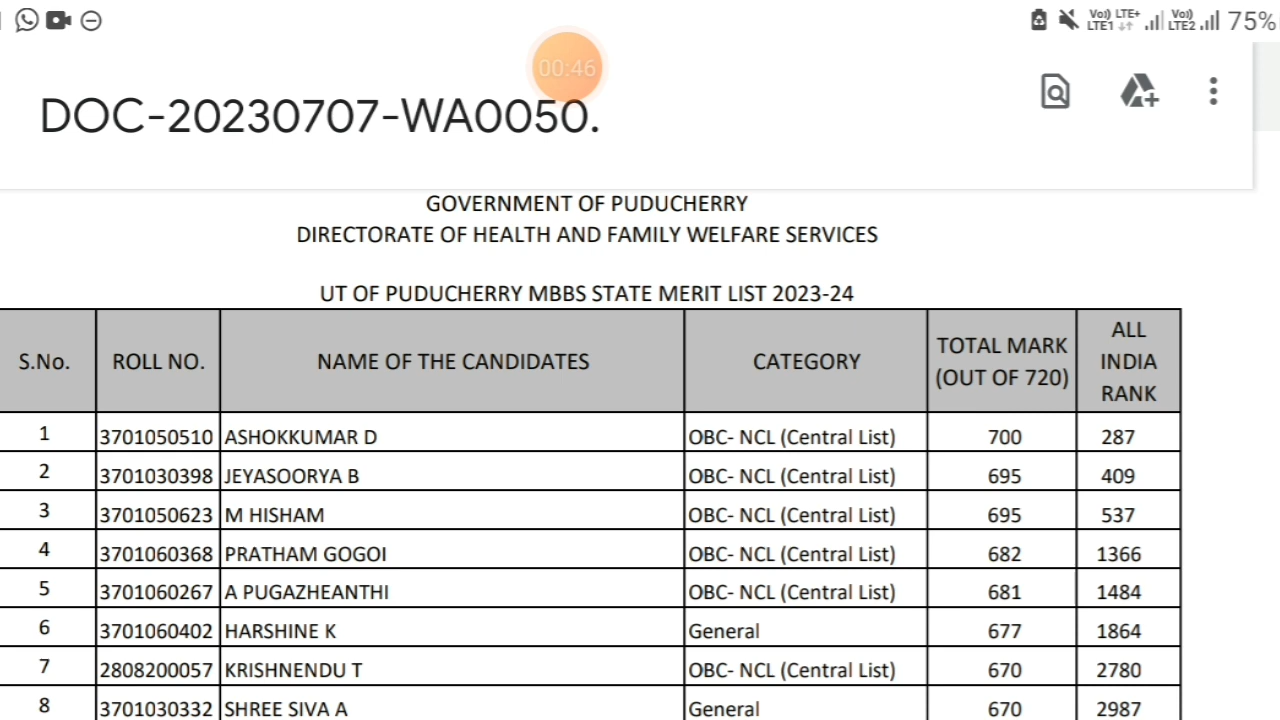 Vo) LTE+ Vo)
LTE1 LTE2 75%
00:46
DOC-20230707-WA0050.
GOVERNMENT OF PUDUCHERRY
DIRECTORATE OF HEALTH AND FAMILY WELFARE SERVICES
UT OF PUDUCHERRY MBBS STATE MERIT LIST 2023-24
S.No. ROLL NO. NAME OF THE CANDIDATES CATEGORY TOTAL MARK (OUT OF 720) ALL INDIA RANK
1 3701050510 ASHOKKUMAR D OBC- NCL (Central List) 700 287
2 3701030398 JEYASOORYA B OBC- NCL (Central List) 695 409
3 3701050623 M HISHAM OBC- NCL (Central List) 695 537
4 3701060368 PRATHAM GOGOI OBC- NCL (Central List) 682 1366
5 3701060267 A PUGAZHEANTHI OBC- NCL (Central List) 681 1484
6 3701060402 HARSHINE K General 677 1864
7 2808200057 KRISHNENDU T OBC- NCL (Central List) 670 2780
8 3701030332 SHREE SIVA A General 670 2987